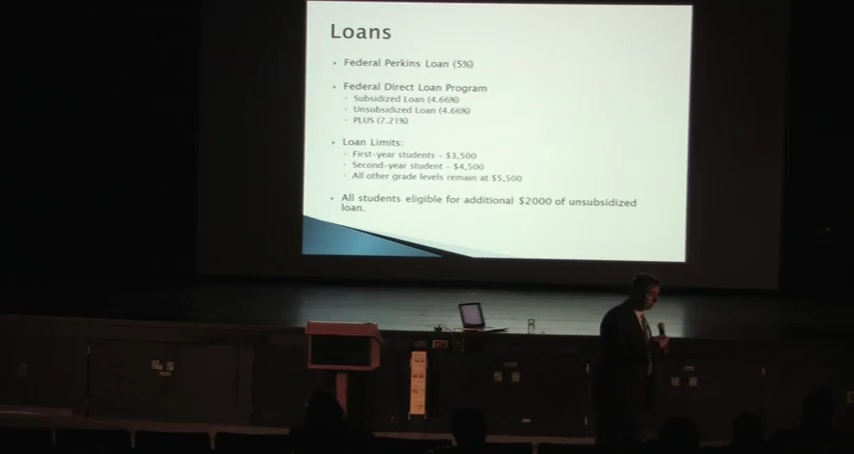 Loans
Federal Perkins Loan (5%)
Federal Direct Loan Program
Subsidized Loan (4.66%)
Unsubsidized Loan (4.66%)
PLUS (7.21%)
Loan Limits:
First-year students - $3,500
Second-year student - $4,500
All other grade levels remain at $5,500
All students eligible for additional $2000 of unsubsidized
loan.